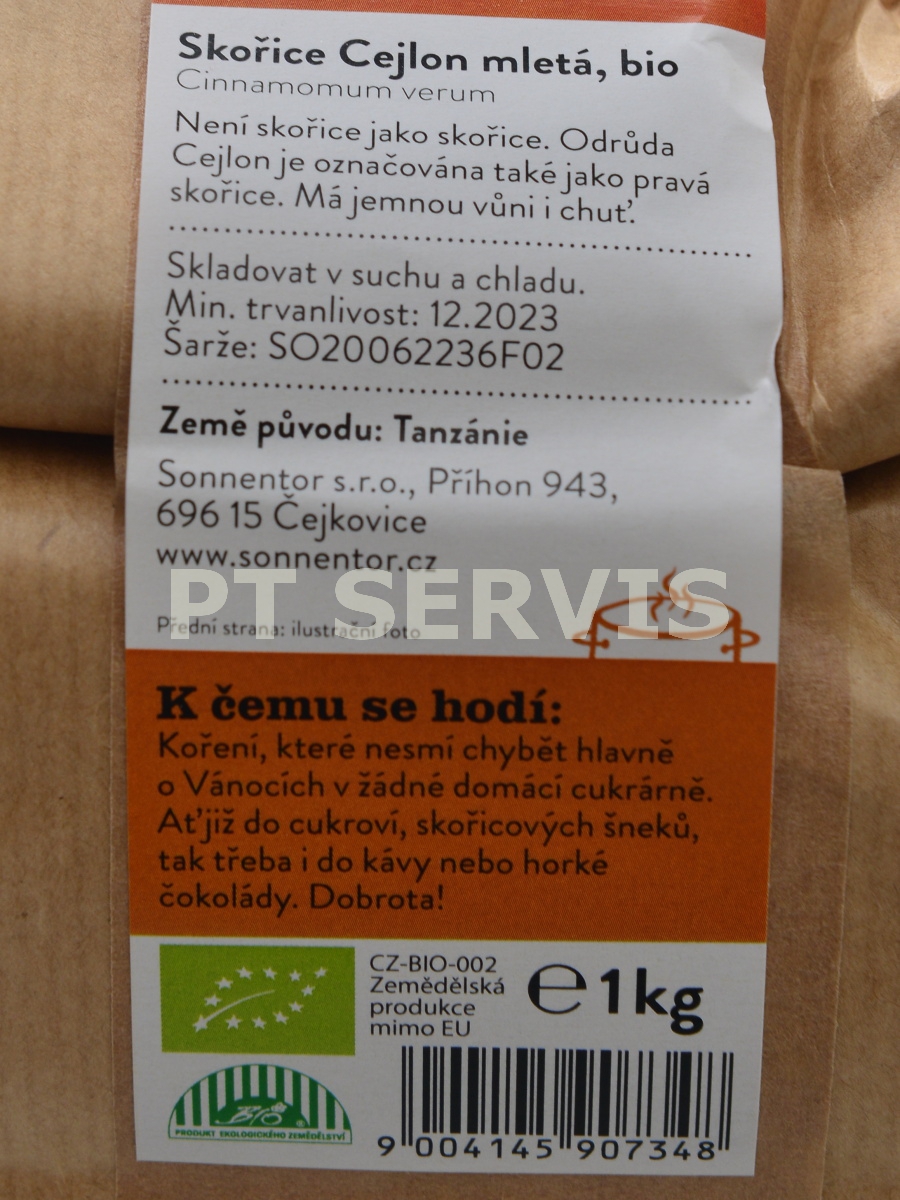 Skořice Cejlon mletá, bio
Cinnamomum verum
Není skořice jako skořice. Odrůda
Cejlon je označována také jako pravá
skořice. Má jemnou vůni i chuť.
Skladovat v suchu a chladu.
Min. trvanlivost: 12.2023
Šarže: SO20062236F02
Země původu: Tanzánie
Sonnentor s.r.o., Příhon 943,
696 15 Čejkovice
www.sonnentor.cz
PT SERVIS
Přední strana: ilustrační foto
K čemu se hodí:
Koření, které nesmí chybět hlavně
o Vánocích v žádné domácí cukrárně.
Ať již do cukroví, skořicových šneků,
tak třeba i do kávy nebo horké
čokolády. Dobrota!
CZ-BIO-002
Zemědělská
produkce
mimo EU
e 1kg
BIO ®
PRODUKT EKOLOGICKÉHO ZEMĚDĚLSTVÍ
9 004145 907348